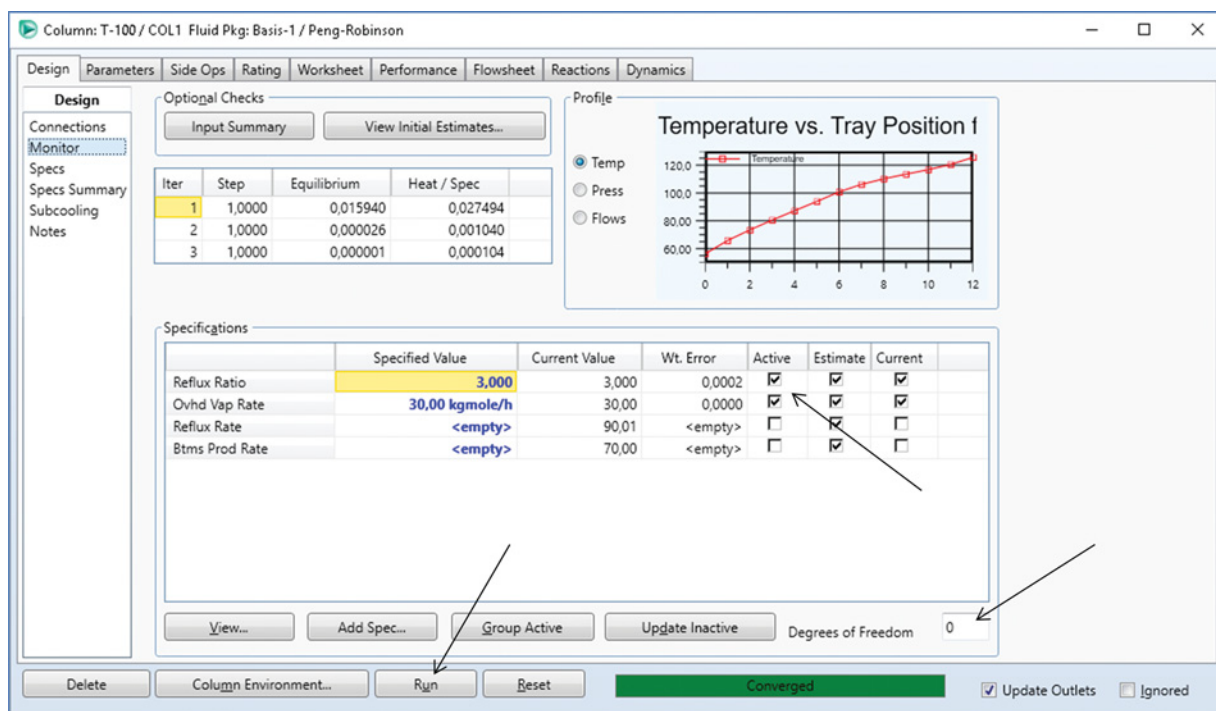 Column: T-100 / COL1 Fluid Pkg: Basis-1 / Peng-Robinson
Design Parameters Side Ops Rating Worksheet Performance Flowsheet Reactions Dynamics
Design
Connections
Monitor
Specs
Specs Summary
Subcooling
Notes
Optional Checks
Input Summary View Initial Estimates...
Iter Step Equilibrium Heat / Spec
1 1,0000 0,015940 0,027494
2 1,0000 0,000026 0,001040
3 1,0000 0,000001 0,000104
Profile
Temp
Press
Flows
Temperature vs. Tray Position f
Temperature
120,0
100,0
80,00
60,00
0 2 4 6 8 10 12
Specifications
Specified Value Current Value Wt. Error Active Estimate Current
Reflux Ratio 3,000 3,000 0,0002
Ovhd Vap Rate 30,00 kgmole/h 30,00 0,0000
Reflux Rate <empty> 90,01 <empty>
Btms Prod Rate <empty> 70,00 <empty>
View... Add Spec... Group Active Update Inactive Degrees of Freedom 0
Delete Column Environment... Run Reset Converged Update Outlets Ignored